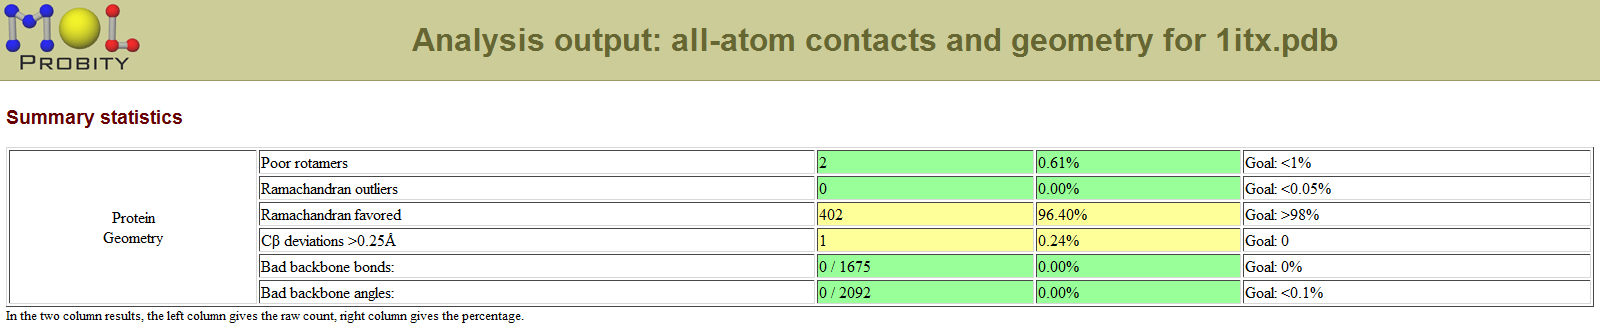 MOL
PROBITY
Analysis output: all-atom contacts and geometry for 1itx.pdb
Summary statistics
Protein Geometry
Poor rotamers 2 0.61% Goal: <1%
Ramachandran outliers 0 0.00% Goal: <0.05%
Ramachandran favored 402 96.40% Goal: >98%
Cβ deviations >0.25Å 1 0.24% Goal: 0
Bad backbone bonds: 0 / 1675 0.00% Goal: 0%
Bad backbone angles: 0 / 2092 0.00% Goal: <0.1%
In the two column results, the left column gives the raw count, right column gives the percentage.